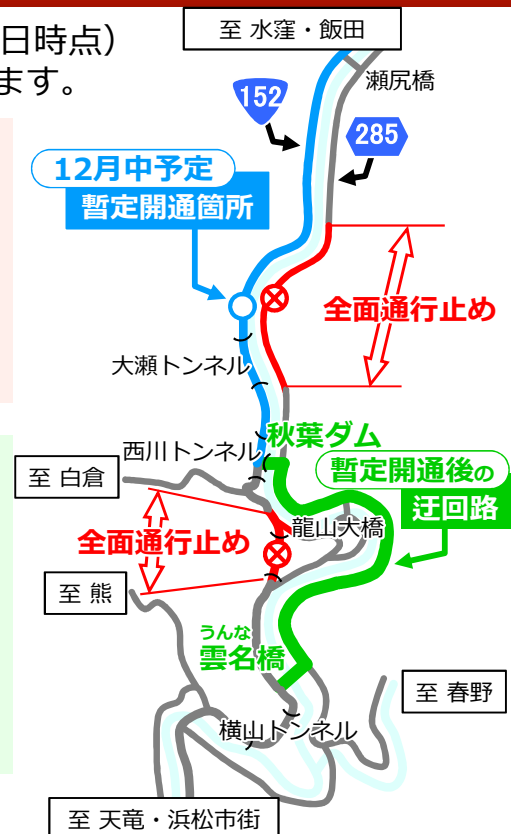 日時点）
ます。
至 水窪・飯田
瀬尻橋
152
285
12月中予定
暫定開通箇所
全面通行止め
大瀬トンネル
秋葉ダム
西川トンネル
暫定開通後の
迂回路
至 白倉
龍山大橋
全面通行止め
至 熊
うんな
雲名橋
至 春野
横山トンネル
至 天竜・浜松市街